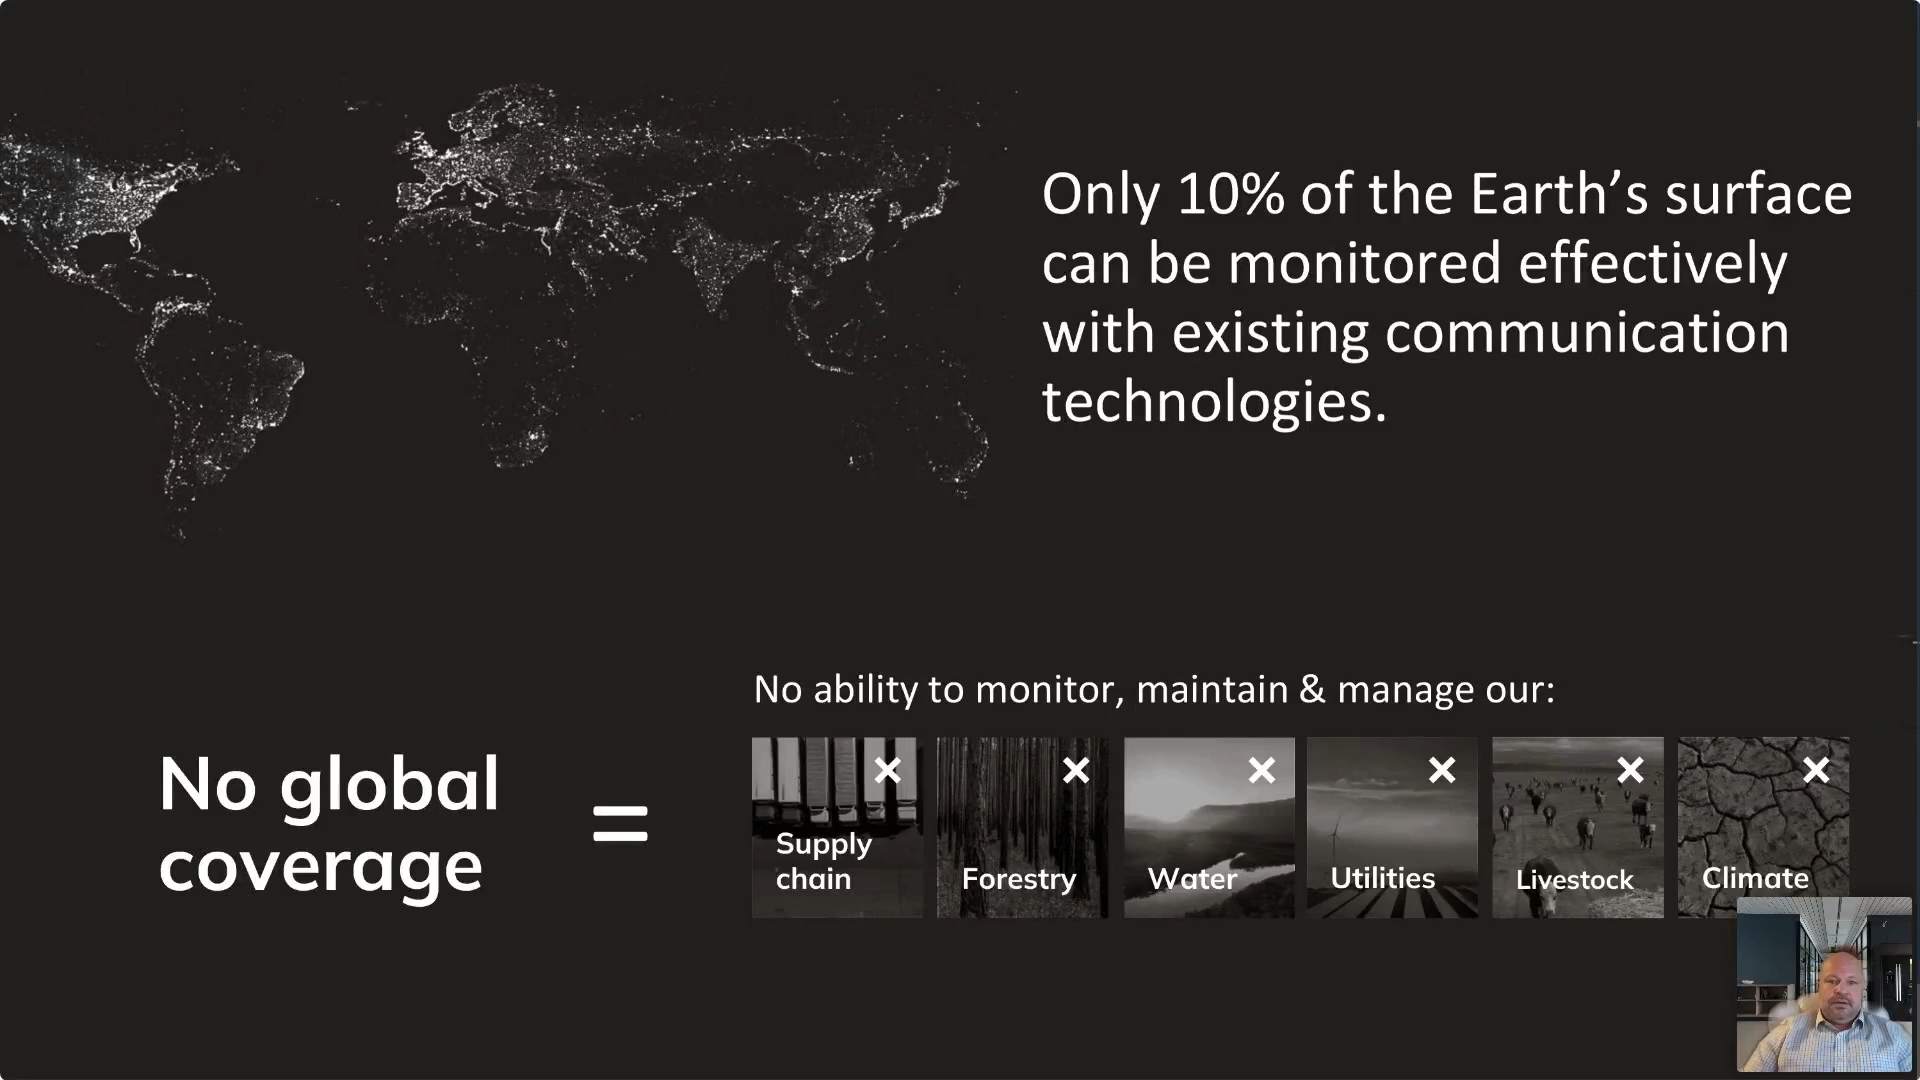 Only 10% of the Earth’s surface
can be monitored effectively
with existing communication
technologies.
No ability to monitor, maintain & manage our:
No global
coverage
=
Supply
chain
Forestry
Water
Utilities
Livestock
Climate